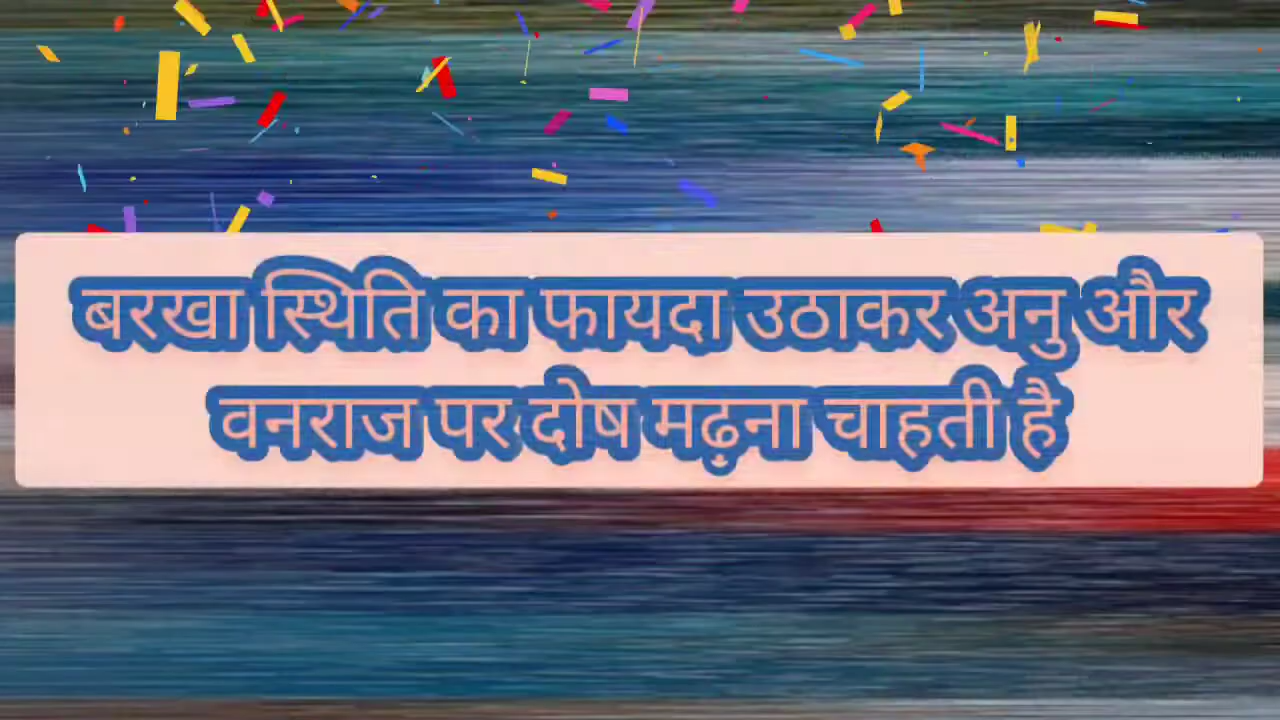 बरखा स्थिति का फायदा उठाकर अनु और
वनराज पर दोष मढ़ना चाहती है